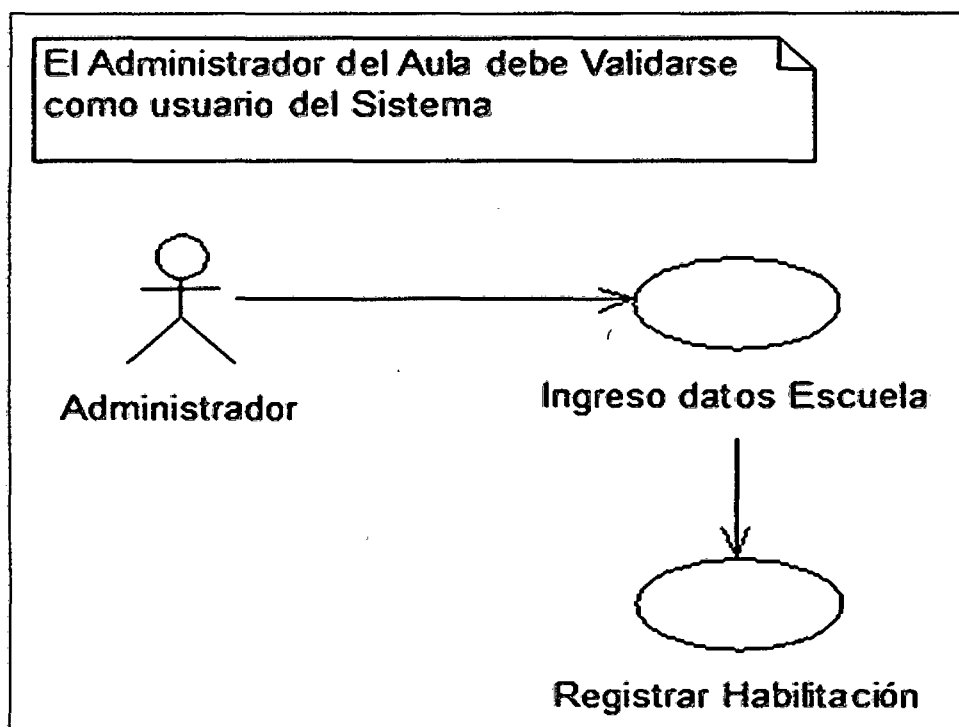 El Administrador del Aula debe Validarse
como usuario del Sistema
Administrador
Ingreso datos Escuela
Registrar Habilitación